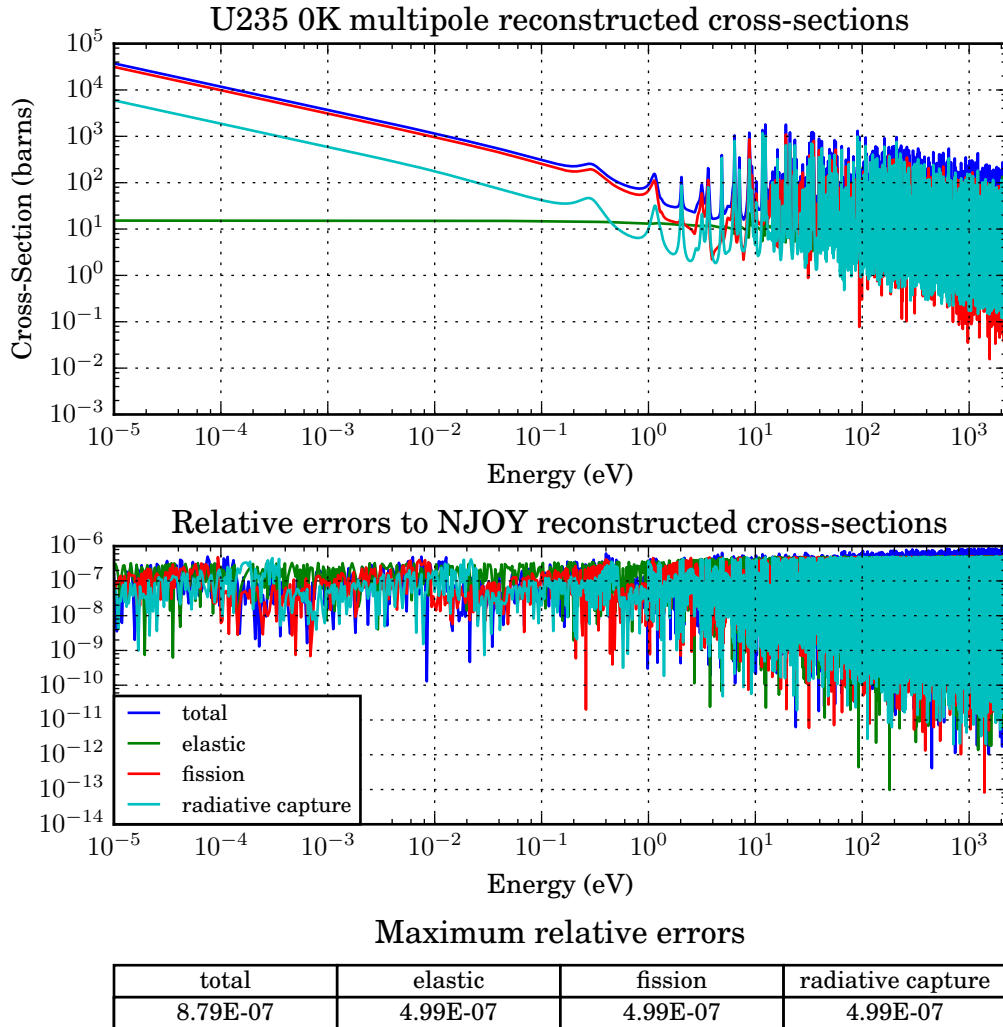 U235 0K multipole reconstructed cross-sections
10^5
10^4
10^3
10^2
10^1
10^0
10^-1
10^-2
10^-3
Cross-Section (barns)
10^-5 10^-4 10^-3 10^-2 10^-1 10^0 10^1 10^2 10^3
Energy (eV)
Relative errors to NJOY reconstructed cross-sections
10^-6
10^-7
10^-8
10^-9
10^-10
10^-11
10^-12
10^-13
10^-14
total
elastic
fission
radiative capture
10^-5 10^-4 10^-3 10^-2 10^-1 10^0 10^1 10^2 10^3
Energy (eV)
Maximum relative errors
total elastic fission radiative capture
8.79E-07 4.99E-07 4.99E-07 4.99E-07